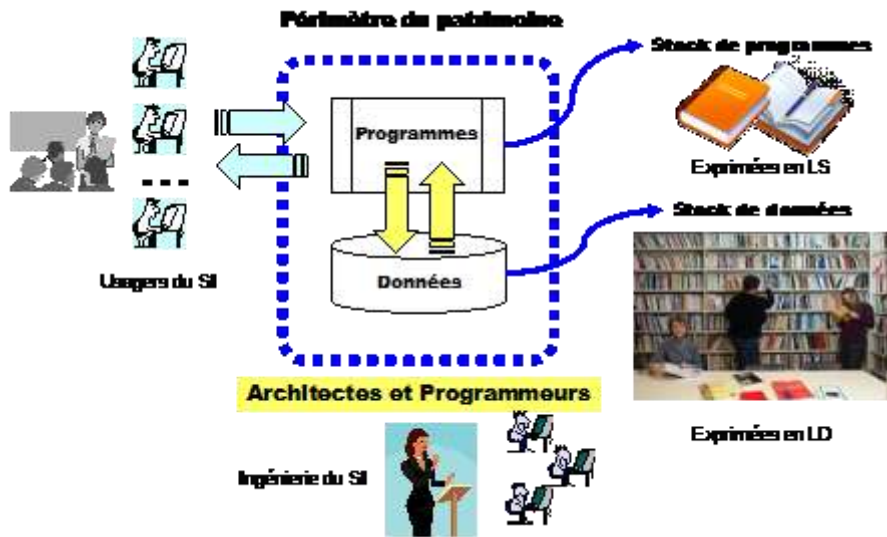 Périmètre du patrimoine
Stock de programmes
Programmes
Exprimées en LS
Stock de données
...
Usagers du SI
Données
Architectes et Programmeurs
Exprimées en LD
Ingénierie du SI